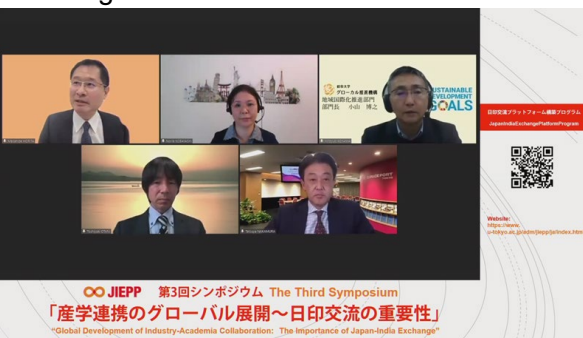 岐阜大学
グローカル推進機構
地域国際化推進部門
部門長 小山 博之
SUSTAINABLE
DEVELOPMENT
GOALS
日印交流プラットフォーム構築プログラム
JapanIndiaExchangePlatformProgram
Website:
https://www.
u-tokyo.ac.jp/adm/jiepp/ja/index.html
JIEPP 第3回シンポジウム The Third Symposium
「産学連携のグローバル展開〜日印交流の重要性」
"Global Development of Industry-Academia Collaboration: The Importance of Japan-India Exchange"